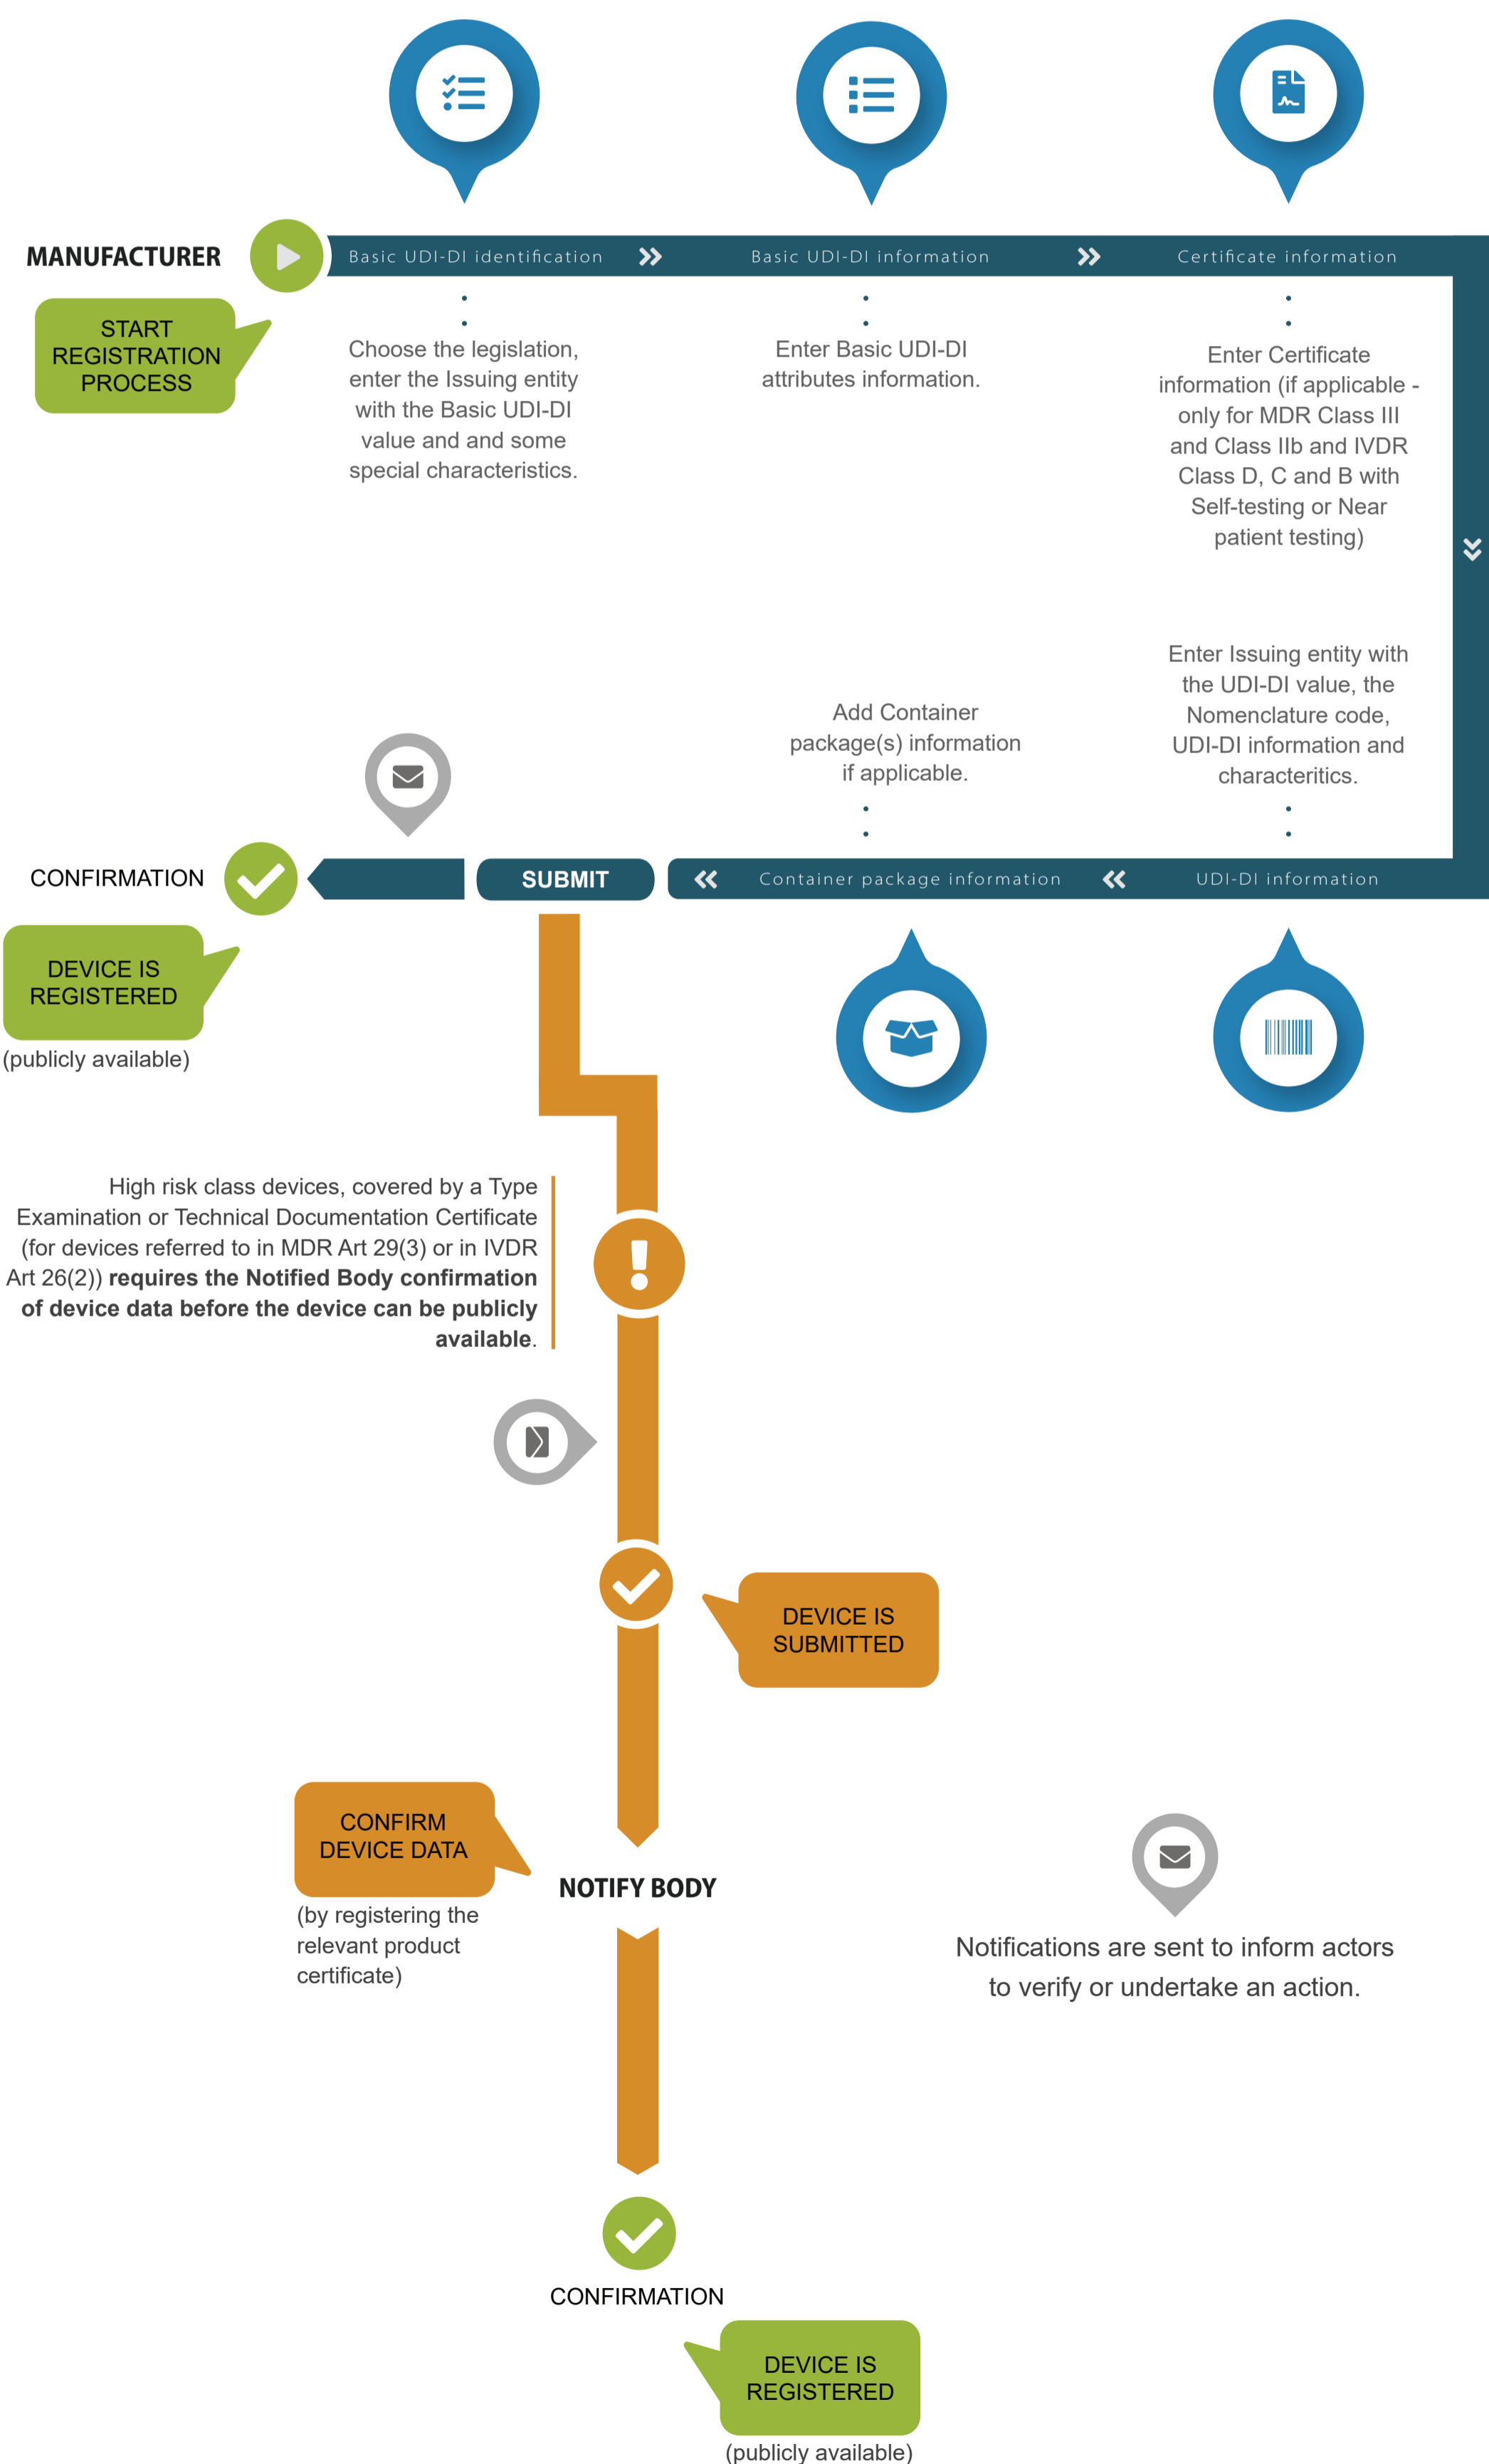 MANUFACTURER
START
REGISTRATION
PROCESS
Basic UDI-DI identification
Basic UDI-DI information
Certificate information
Choose the legislation,
enter the Issuing entity
with the Basic UDI-DI
value and and some
special characteristics.
Enter Basic UDI-DI
attributes information.
Enter Certificate
information (if applicable -
only for MDR Class III
and Class IIb and IVDR
Class D, C and B with
Self-testing or Near
patient testing)
Enter Issuing entity with
the UDI-DI value, the
Nomenclature code,
UDI-DI information and
characteritics.
Add Container
package(s) information
if applicable.
UDI-DI information
Container package information
SUBMIT
CONFIRMATION
DEVICE IS
REGISTERED
(publicly available)
High risk class devices, covered by a Type
Examination or Technical Documentation Certificate
(for devices referred to in MDR Art 29(3) or in IVDR
Art 26(2)) requires the Notified Body confirmation
of device data before the device can be publicly
available.
DEVICE IS
SUBMITTED
CONFIRM
DEVICE DATA
(by registering the
relevant product
certificate)
NOTIFY BODY
Notifications are sent to inform actors
to verify or undertake an action.
CONFIRMATION
DEVICE IS
REGISTERED
(publicly available)